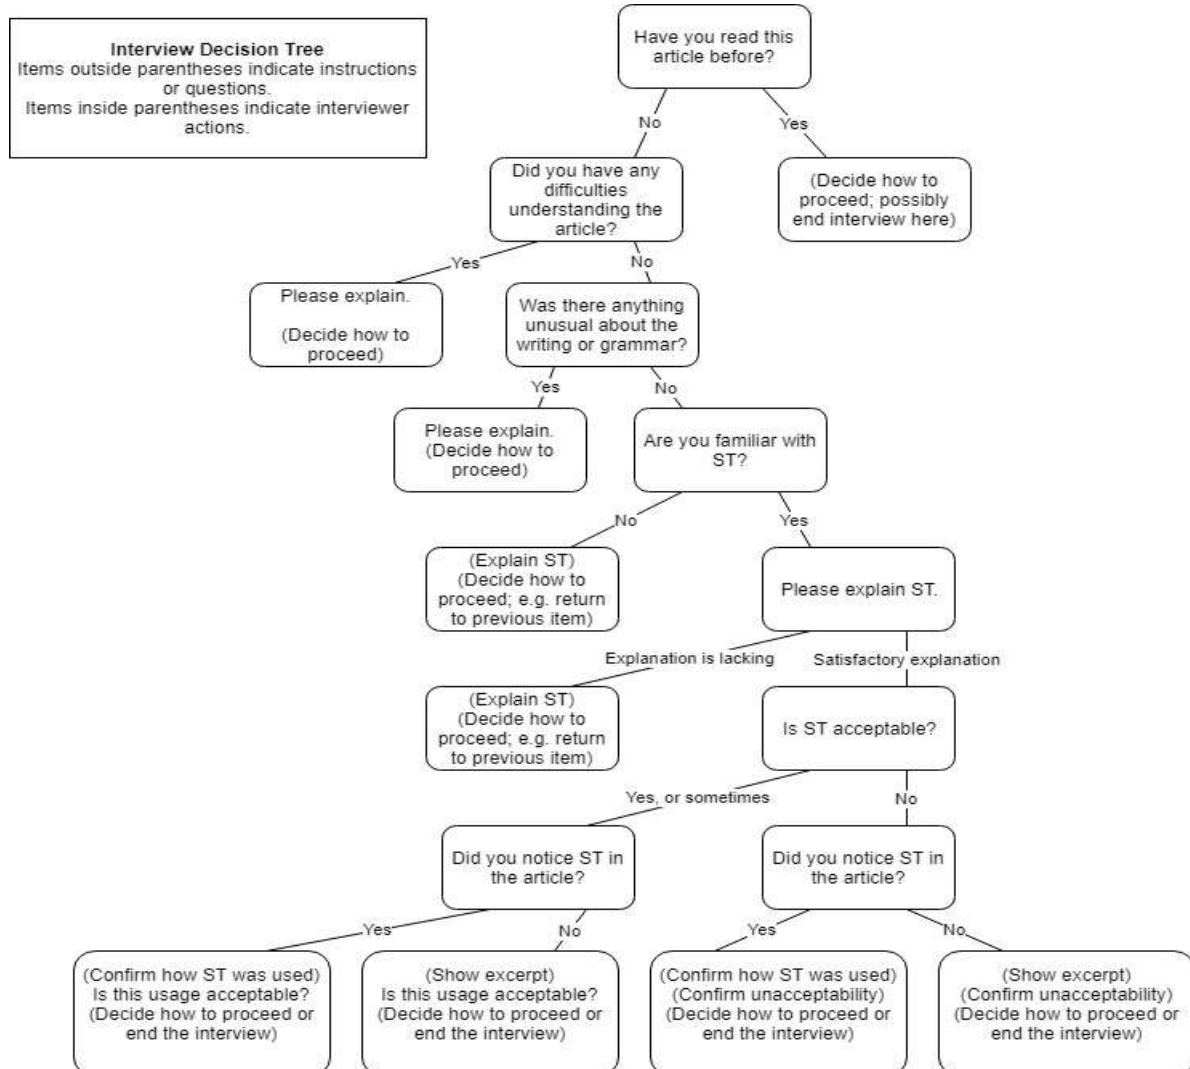 Interview Decision Tree
Items outside parentheses indicate instructions
or questions.
Items inside parentheses indicate interviewer
actions.
Have you read this
article before?
No
Yes
Did you have any
difficulties
understanding the
article?
(Decide how to
proceed; possibly
end interview here)
Yes
No
Please explain.
(Decide how to
proceed)
Was there anything
unusual about the
writing or grammar?
Yes
No
Please explain.
(Decide how to
proceed)
Are you familiar with
ST?
No
Yes
(Explain ST)
(Decide how to
proceed; e.g. return
to previous item)
Please explain ST.
Explanation is lacking
Satisfactory explanation
(Explain ST)
(Decide how to
proceed; e.g. return
to previous item)
Is ST acceptable?
Yes, or sometimes
No
Did you notice ST in
the article?
Did you notice ST in
the article?
Yes
No
Yes
No
(Confirm how ST was used)
Is this usage acceptable?
(Decide how to proceed or
end the interview)
(Show excerpt)
Is this usage acceptable?
(Decide how to proceed or
end the interview)
(Confirm how ST was used)
(Confirm unacceptability)
(Decide how to proceed or
end the interview)
(Show excerpt)
(Confirm unacceptability)
(Decide how to proceed or
end the interview)